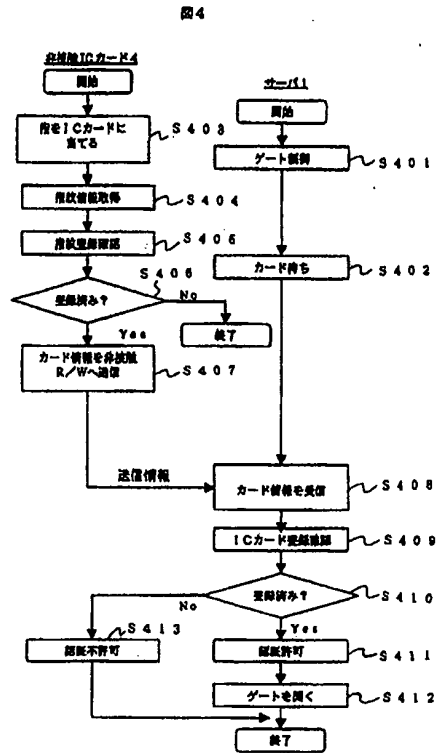 図4
非接触ICカード4
開始
指をICカードに
当てる
S403
指紋情報取得
S404
指紋登録確認
S405
登録済み?
S406
No
終了
Yes
カード情報を非接触
R/Wへ送信
S407
送信情報
サーバ1
開始
ゲート制御
S401
カード待ち
S402
カード情報を受信
S408
ICカード登録確認
S409
登録済み?
S410
No
Yes
認証不許可
S413
認証許可
S411
ゲートを開く
S412
終了